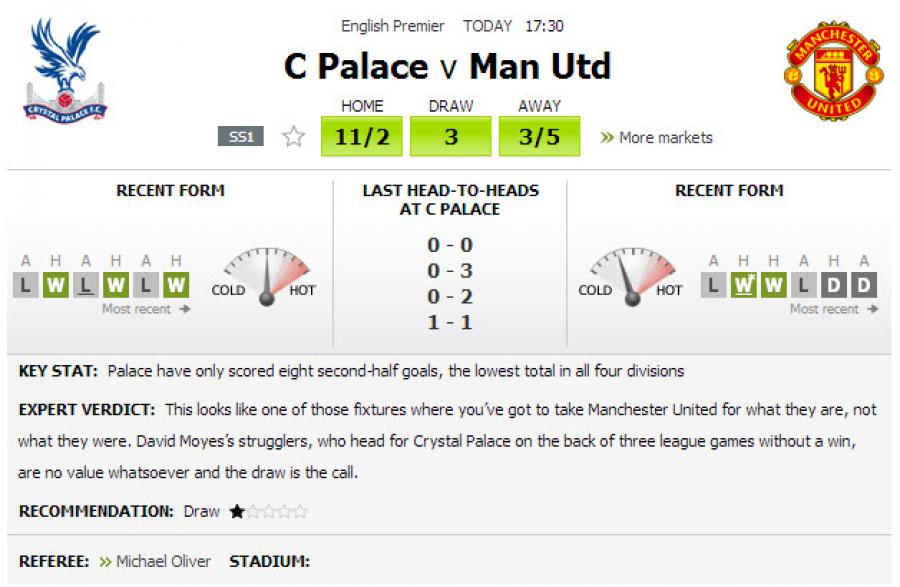 English Premier TODAY 17:30
C Palace v Man Utd
CRYSTAL PALACE F.C.
MANCHESTER
UNITED
HOME DRAW AWAY
SS1 11/2 3 3/5 » More markets
RECENT FORM
LAST HEAD-TO-HEADS
AT C PALACE
RECENT FORM
0 - 0
0 - 3
0 - 2
1 - 1
A H A H A H
L W L W L W
Most recent
COLD HOT
COLD HOT
A H H A H A
L W* W L D D
Most recent
KEY STAT: Palace have only scored eight second-half goals, the lowest total in all four divisions
EXPERT VERDICT: This looks like one of those fixtures where you've got to take Manchester United for what they are, not
what they were. David Moyes's strugglers, who head for Crystal Palace on the back of three league games without a win,
are no value whatsoever and the draw is the call.
RECOMMENDATION: Draw
REFEREE: » Michael Oliver STADIUM: